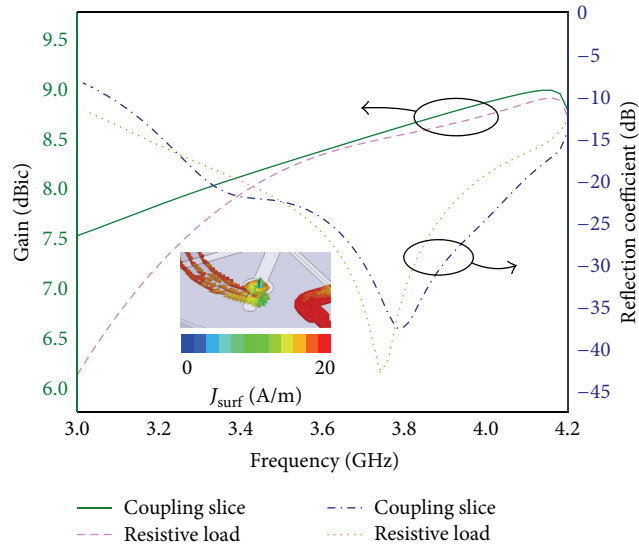 9.5
9.0
8.5
8.0
7.5
7.0
6.5
6.0
Gain (dBic)
0
−5
−10
−15
−20
−25
−30
−35
−40
−45
Reflection coefficient (dB)
0 20
J surf (A/m)
3.0 3.2 3.4 3.6 3.8 4.0 4.2
Frequency (GHz)
Coupling slice
Resistive load
Coupling slice
Resistive load